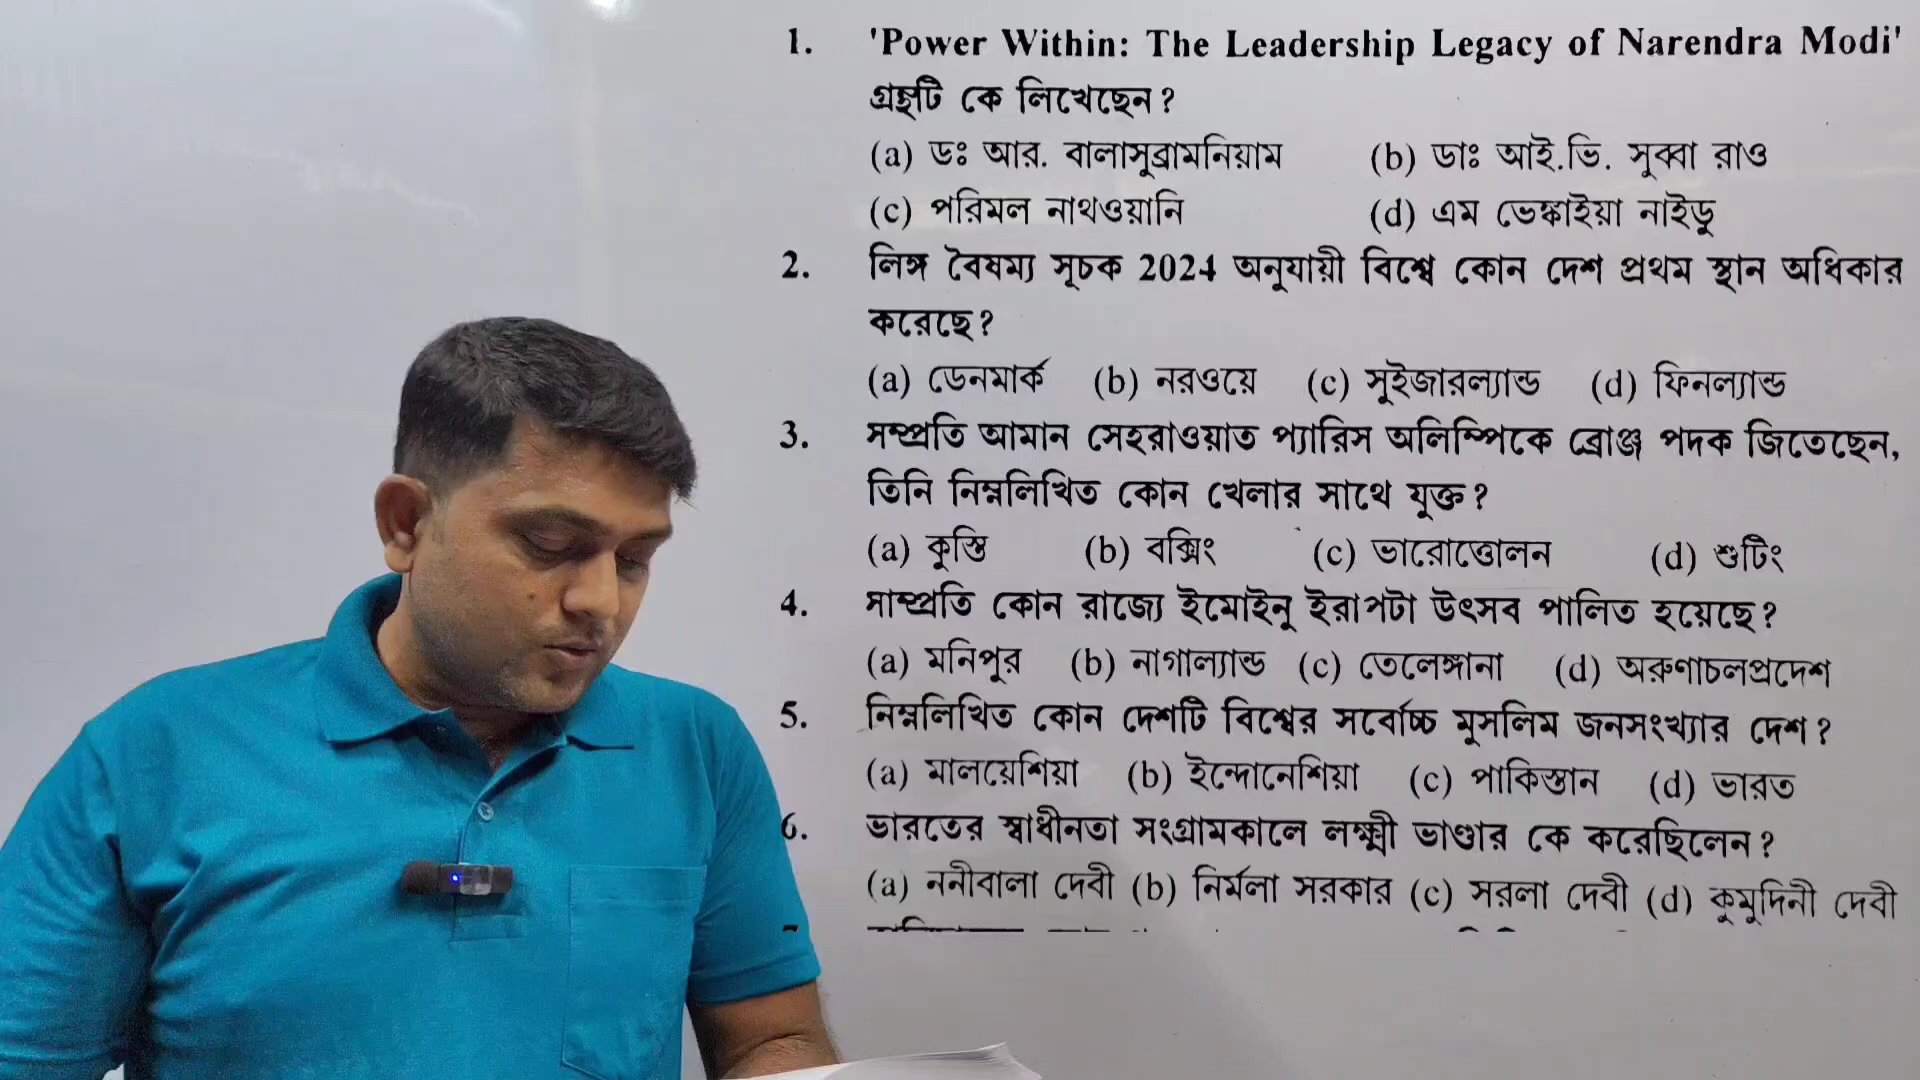 1. 'Power Within: The Leadership Legacy of Narendra Modi'
গ্রন্থটি কে লিখেছেন?
(a) ডঃ আর. বালাসুব্রামনিয়াম (b) ডাঃ আই.ভি. সুব্বা রাও
(c) পরিমল নাথওয়ানি (d) এম ভেঙ্কাইয়া নাইডু
2. লিঙ্গ বৈষম্য সূচক 2024 অনুযায়ী বিশ্বে কোন দেশ প্রথম স্থান অধিকার
করেছে?
(a) ডেনমার্ক (b) নরওয়ে (c) সুইজারল্যান্ড (d) ফিনল্যান্ড
3. সম্প্রতি আমান সেহরাওয়াত প্যারিস অলিম্পিকে ব্রোঞ্জ পদক জিতেছেন,
তিনি নিম্নলিখিত কোন খেলার সাথে যুক্ত?
(a) কুস্তি (b) বক্সিং (c) ভারোত্তোলন (d) শুটিং
4. সাম্প্রতি কোন রাজ্যে ইমোইনু ইরাপটা উৎসব পালিত হয়েছে?
(a) মনিপুর (b) নাগাল্যান্ড (c) তেলেঙ্গানা (d) অরুণাচলপ্রদেশ
5. নিম্নলিখিত কোন দেশটি বিশ্বের সর্বোচ্চ মুসলিম জনসংখ্যার দেশ?
(a) মালয়েশিয়া (b) ইন্দোনেশিয়া (c) পাকিস্তান (d) ভারত
6. ভারতের স্বাধীনতা সংগ্রামকালে লক্ষ্মী ভাণ্ডার কে করেছিলেন?
(a) ননীবালা দেবী (b) নির্মলা সরকার (c) সরলা দেবী (d) কুমুদিনী দেবী